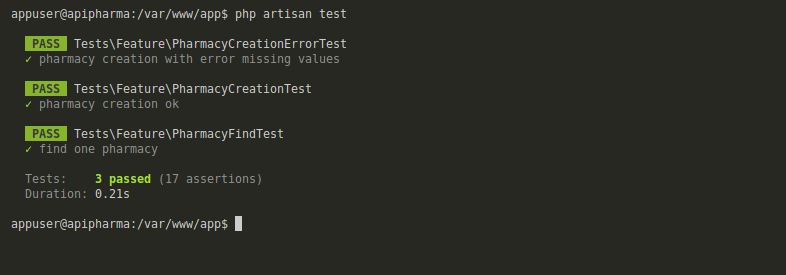 appuser@apipharma:/var/www/app$ php artisan test
PASS Tests\Feature\PharmacyCreationErrorTest
✓ pharmacy creation with error missing values
PASS Tests\Feature\PharmacyCreationTest
✓ pharmacy creation ok
PASS Tests\Feature\PharmacyFindTest
✓ find one pharmacy
Tests: 3 passed (17 assertions)
Duration: 0.21s
appuser@apipharma:/var/www/app$